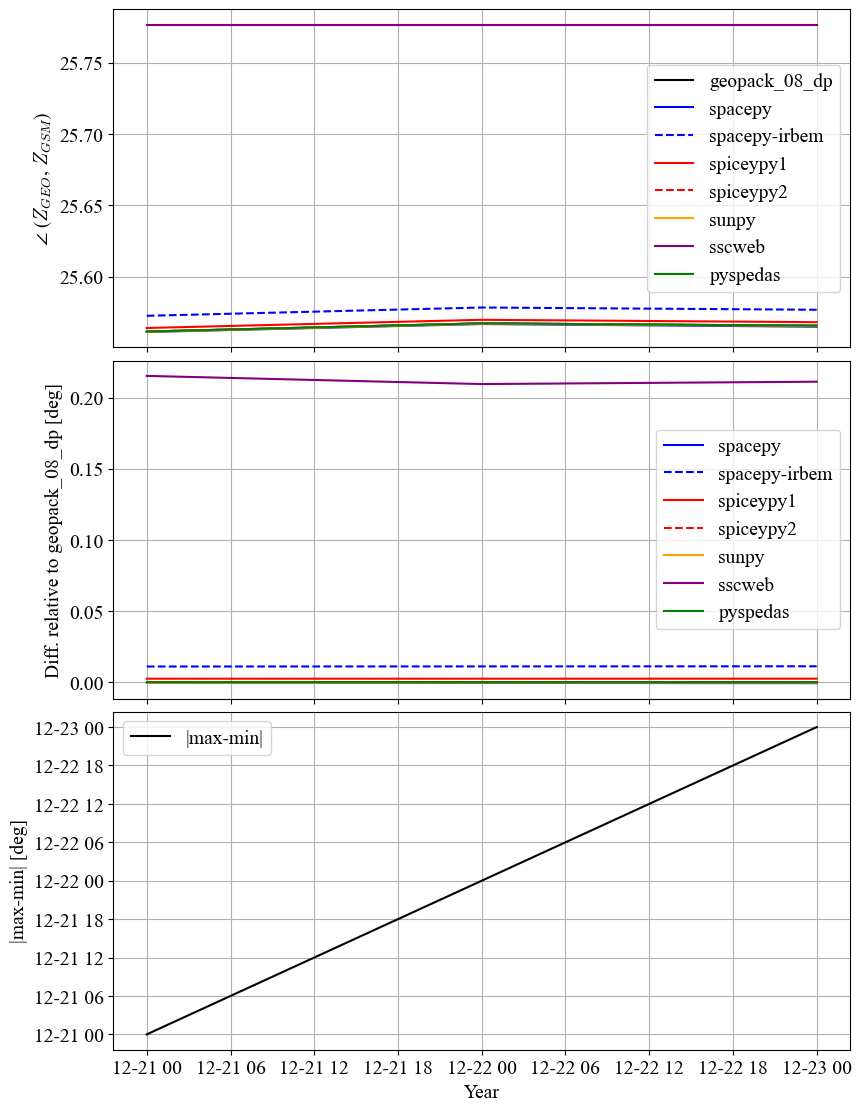 25.75
25.70
25.65
25.60
∠ (Z_GEO, Z_GSM)
geopack_08_dp
spacepy
spacepy-irbem
spiceypy1
spiceypy2
sunpy
sscweb
pyspedas
0.20
0.15
0.10
0.05
0.00
Diff. relative to geopack_08_dp [deg]
spacepy
spacepy-irbem
spiceypy1
spiceypy2
sunpy
sscweb
pyspedas
12-23 00
12-22 18
12-22 12
12-22 06
12-22 00
12-21 18
12-21 12
12-21 06
12-21 00
|max-min| [deg]
|max-min|
12-21 00 12-21 06 12-21 12 12-21 18 12-22 00 12-22 06 12-22 12 12-22 18 12-23 00
Year